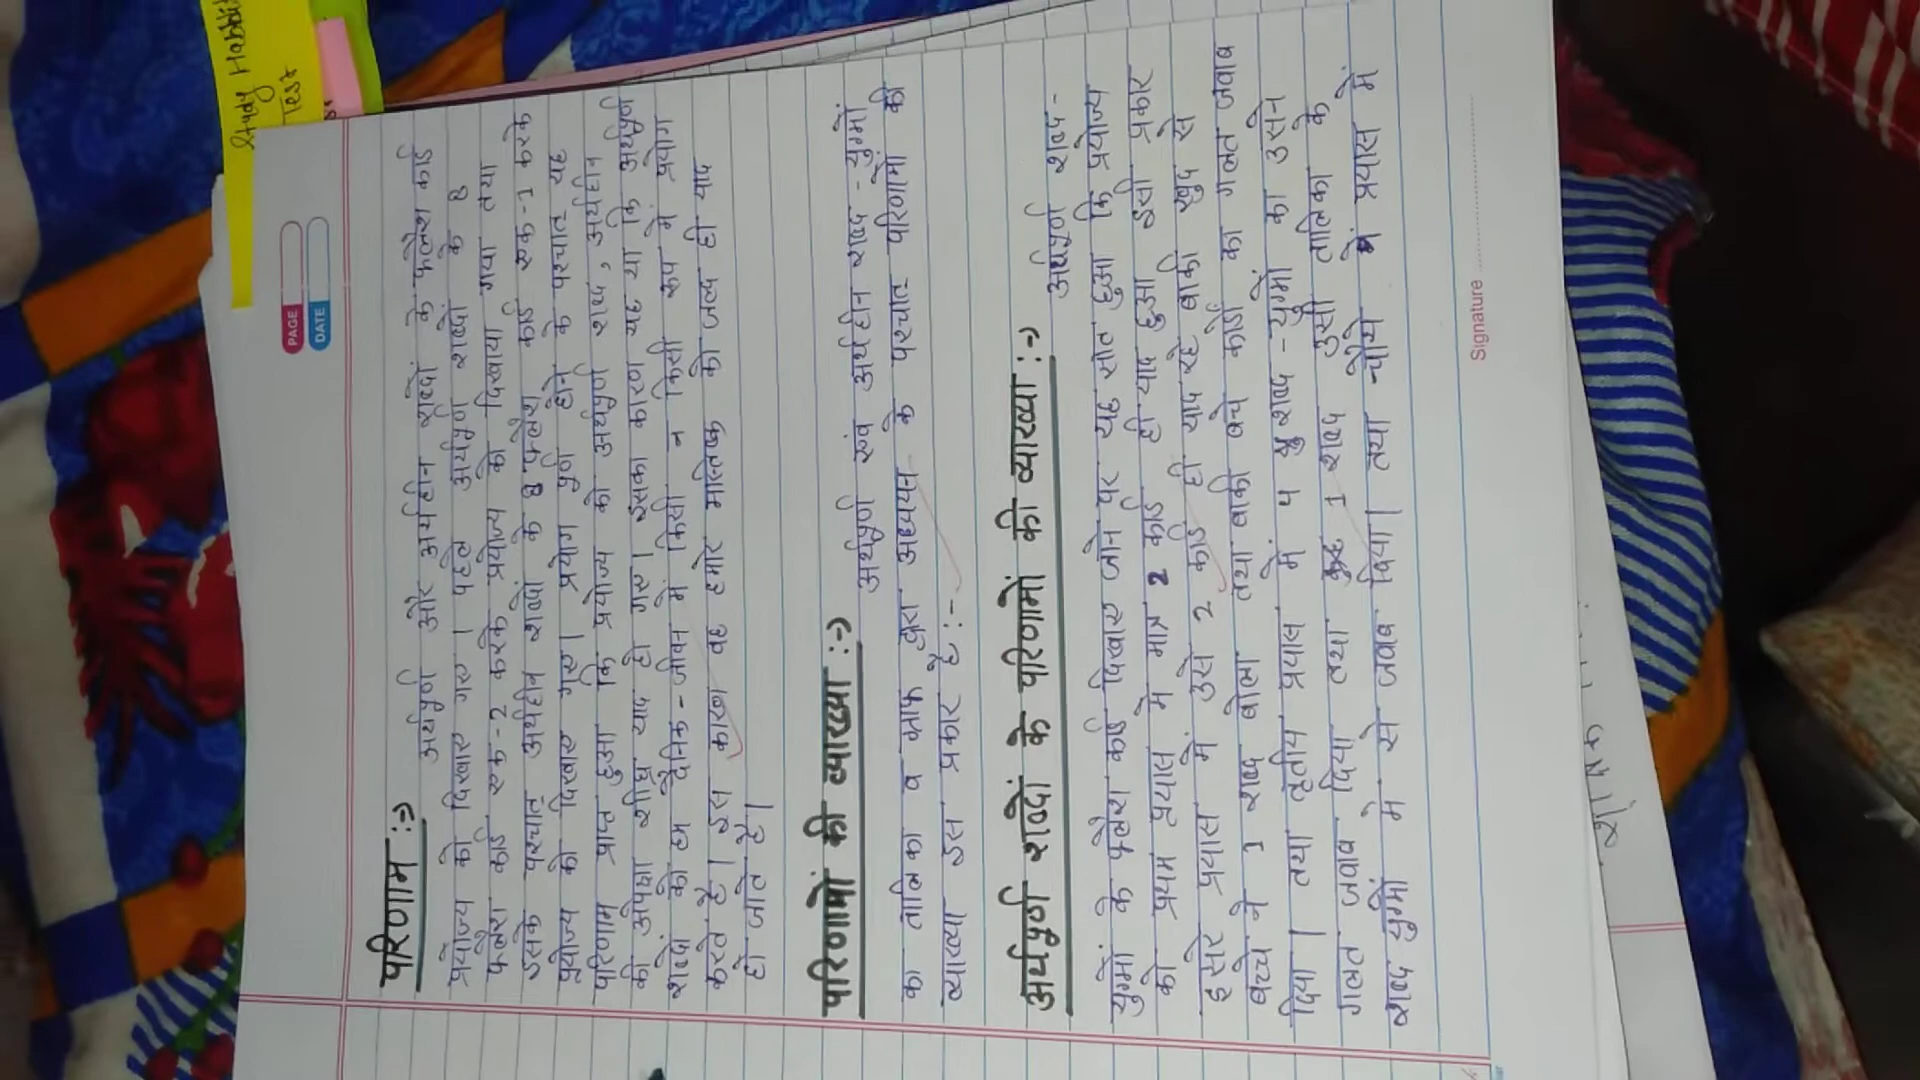 Study Habbit
Test
PAGE
DATE
परिणाम :->
अर्थपुर्ण और अर्थहीन शब्दों के फ्लैश कार्ड
प्रयोज्य को दिखाए गए। पहले अर्थपुर्ण शब्दों के 8
फ्लैश कार्ड एक-2 करके प्रयोज्य को दिखाया गया तथा
इसके पश्चात अर्थहीन शब्दों के 8 फ्लैश कार्ड एक-1 करके
प्रयोज्य को दिखाए गए। प्रयोग पुर्ण होने के पश्चात यह
परिणाम प्राप्त हुआ कि प्रयोज्य को अर्थपुर्ण शब्द, अर्थहीन
की अपेक्षा शीघ्र याद हो गए। इसका कारण यह था कि अर्थपुर्ण
शब्दों को हम दैनिक-जीवन में किसी न किसी रूप में प्रयोग
करते है। इस कारण वह हमारे मस्तिष्क को जल्द ही याद
हो जाते है।
परिणामों की व्याख्या :->
अर्थपुर्ण एवं अर्थहीन शब्द-युग्मों
का तालिका व ग्राफ द्वारा अध्ययन के पश्चात परिणामों की
व्याख्या इस प्रकार है :-
अर्थपुर्ण शब्दों के परिणामों की व्याख्या :->
अर्थपुर्ण शब्द-
युग्मों के फ्लैश कार्ड दिखाए जाने पर यह ज्ञात हुआ कि प्रयोज्य
को प्रथम प्रयास में मात्र 2 कार्ड ही याद हुआ इसी प्रकार
दुसरे प्रयास में उसे 2 कार्ड ही याद रहे बाकी खुद से
बच्चे ने 1 शब्द बोला तथा बाकी बचे कार्डों का गलत जवाब
दिया। तथा तृतीय प्रयास में 4 शब्द-युग्मों का उसने
गलत जवाब दिया तथा 1 शब्द उसी तालिका के
शब्द युग्मों में से जवाब दिया। तथा चौथे प्रयास में
Signature